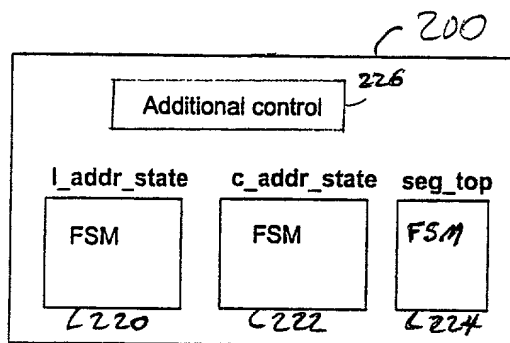 200
Additional control 226
l_addr_state c_addr_state seg_top
FSM FSM FSM
220 222 224